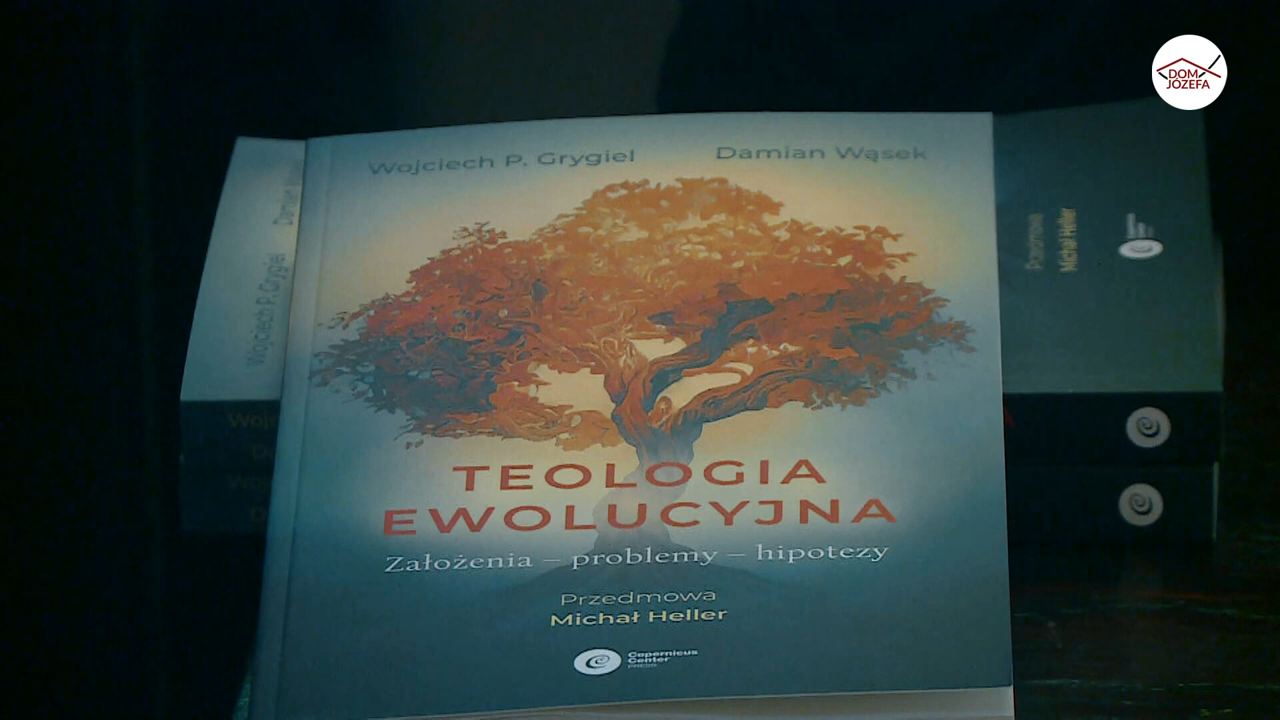 DOM
JÓZEFA
Wojciech P. Grygiel
Damian Wąsek
TEOLOGIA
EWOLUCYJNA
Założenia – problemy – hipotezy
Przedmowa
Michał Heller
Copernicus
Center
PRESS
Wojciech P. Grygiel
Przedmowa
Michał Heller